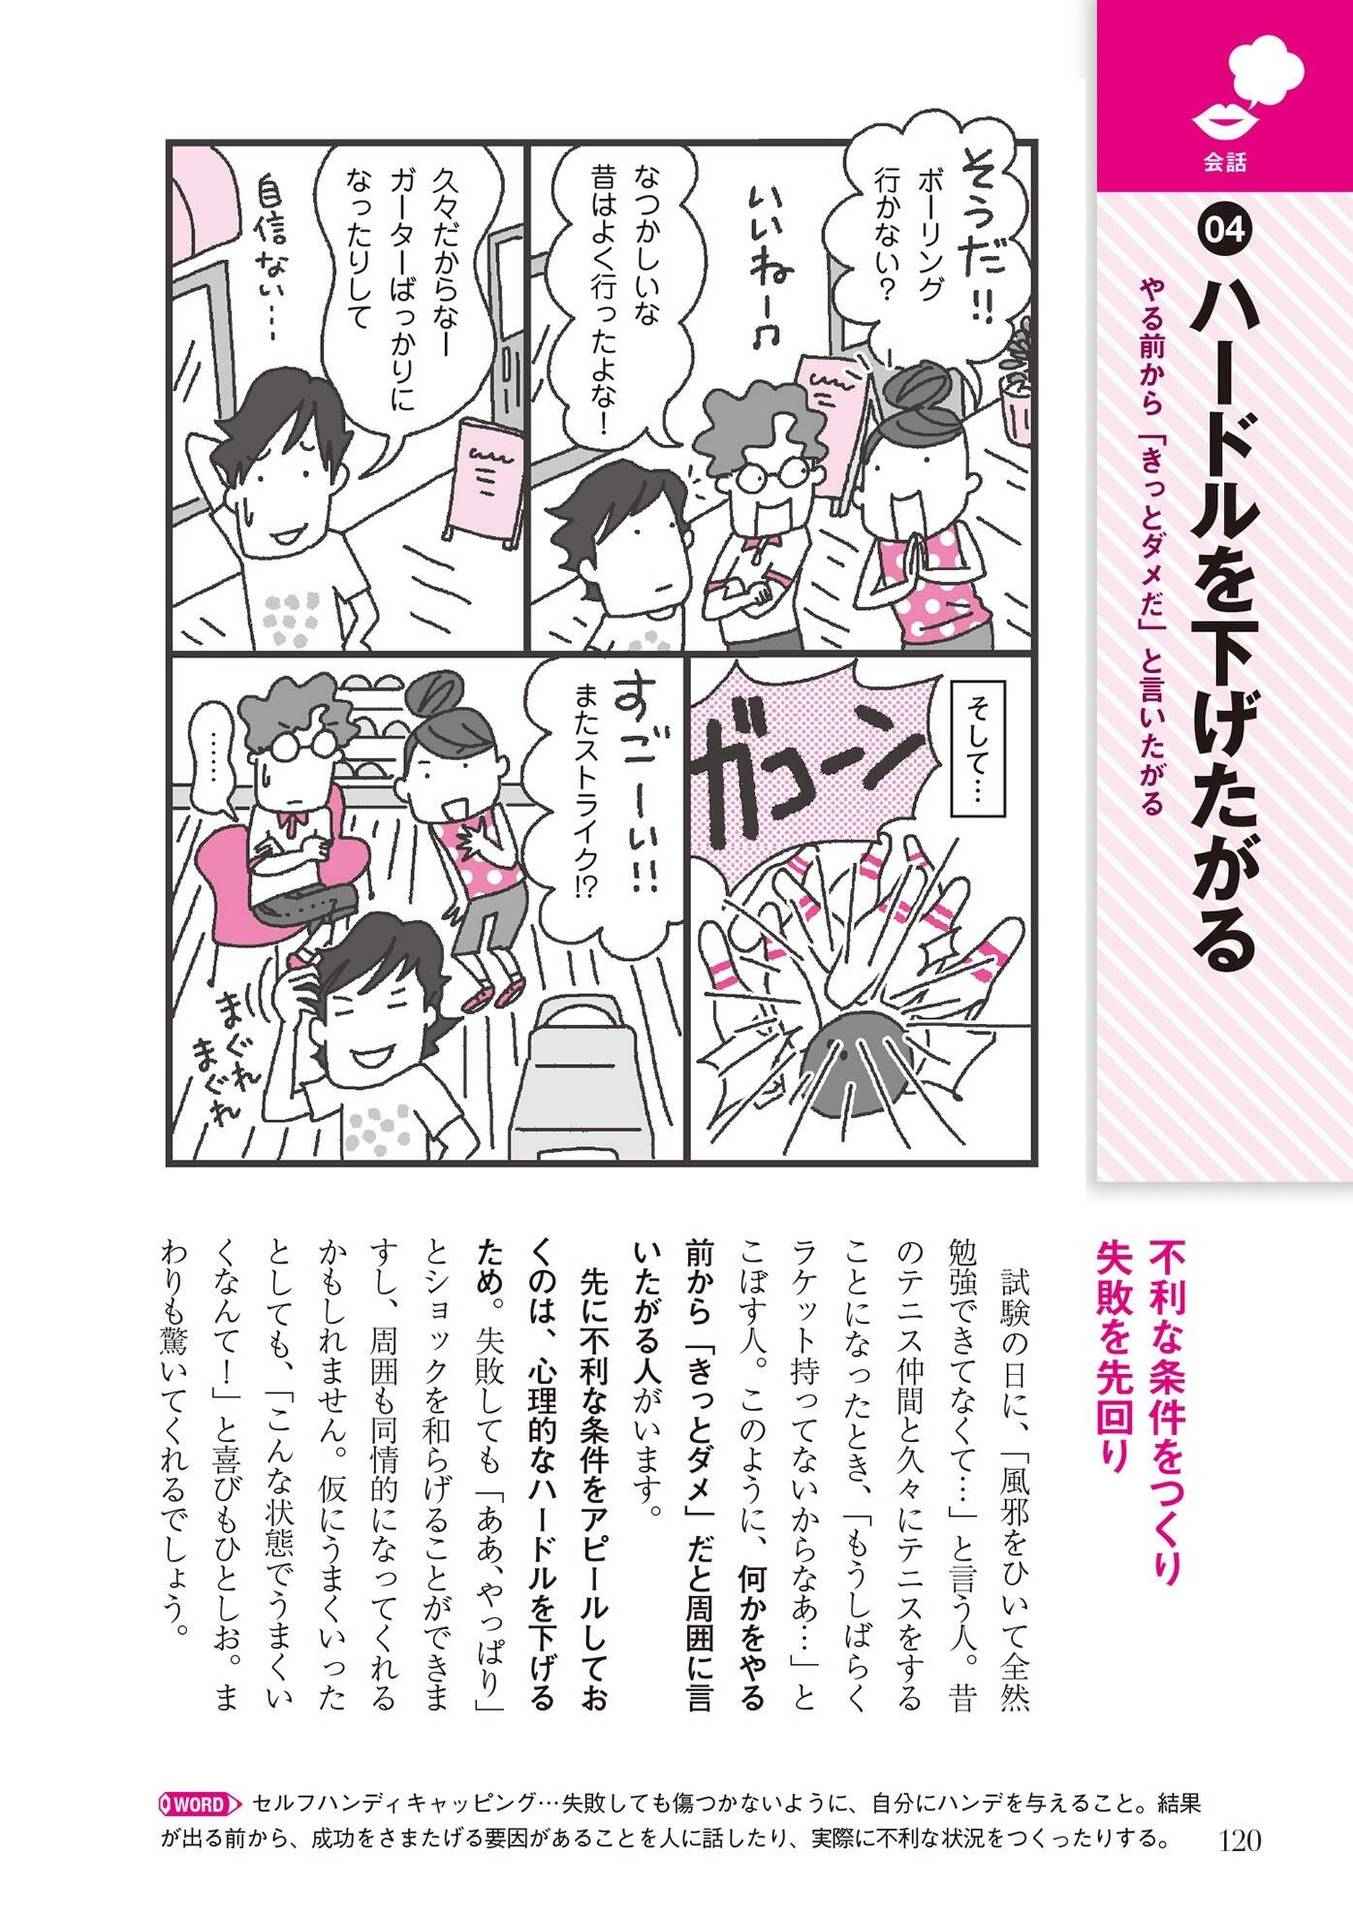 会話
04
ハードルを下げたがる
やる前から「きっとダメだ」と言いたがる
そうだ!!
ボーリング
行かない?
いいねー♫
なつかしいな
昔はよく行ったよな!
久々だからなー
ガーターばっかりに
なったりして
自信ない…
そして…
ガコーン
すごーい!!
またストライク!?
……
まぐれ
まぐれ
不利な条件をつくり
失敗を先回り
試験の日に、「風邪をひいて全然
勉強できてなくて…」と言う人。昔
のテニス仲間と久々にテニスをする
ことになったとき、「もうしばらく
ラケット持ってないからなあ…」と
こぼす人。このように、何かをやる
前から「きっとダメ」だと周囲に言
いたがる人がいます。
先に不利な条件をアピールしてお
くのは、心理的なハードルを下げる
ため。失敗しても「ああ、やっぱり」
とショックを和らげることができま
すし、周囲も同情的になってくれる
かもしれません。仮にうまくいった
としても、「こんな状態でうまくい
くなんて!」と喜びもひとしお。ま
わりも驚いてくれるでしょう。
WORD セルフハンディキャッピング…失敗しても傷つかないように、自分にハンデを与えること。結果
が出る前から、成功をさまたげる要因があることを人に話したり、実際に不利な状況をつくったりする。
120